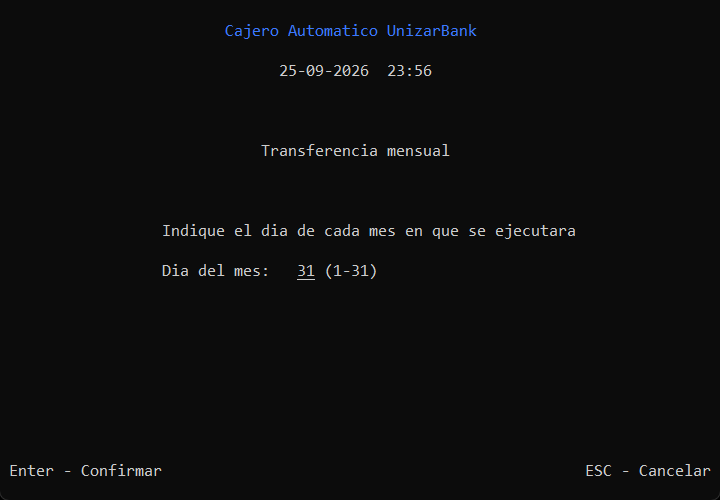 Cajero Automatico UnizarBank
25-09-2026 23:56
Transferencia mensual
Indique el dia de cada mes en que se ejecutara
Dia del mes: 31 (1-31)
Enter - Confirmar
ESC - Cancelar